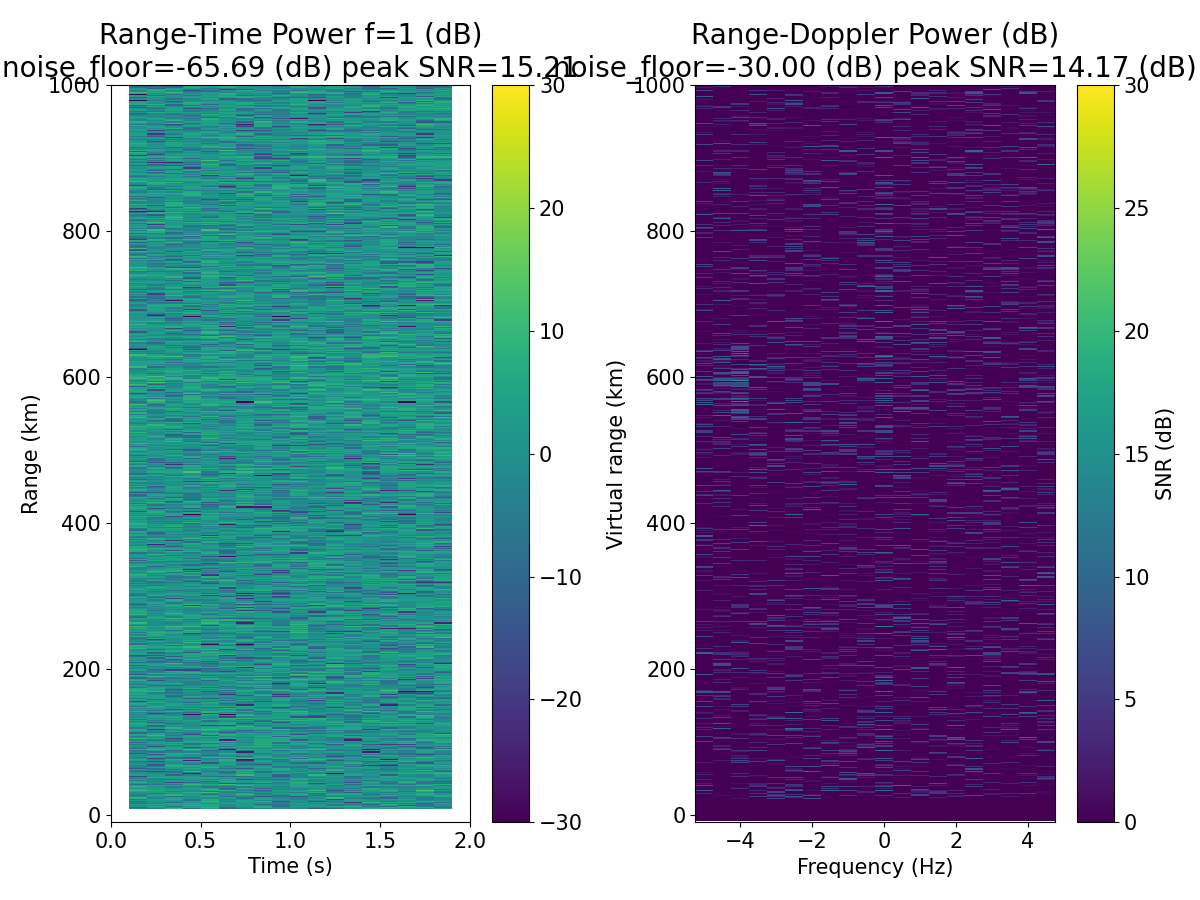 Range-Time Power f=1 (dB)
noise_floor=-65.69 (dB) peak SNR=15.21
Range-Doppler Power (dB)
noise_floor=-30.00 (dB) peak SNR=14.17 (dB)
1000
800
600
400
200
0
Range (km)
0.0 0.5 1.0 1.5 2.0
Time (s)
30
20
10
0
−10
−20
−30
1000
800
600
400
200
0
Virtual range (km)
−4 −2 0 2 4
Frequency (Hz)
30
25
20
15
10
5
0
SNR (dB)